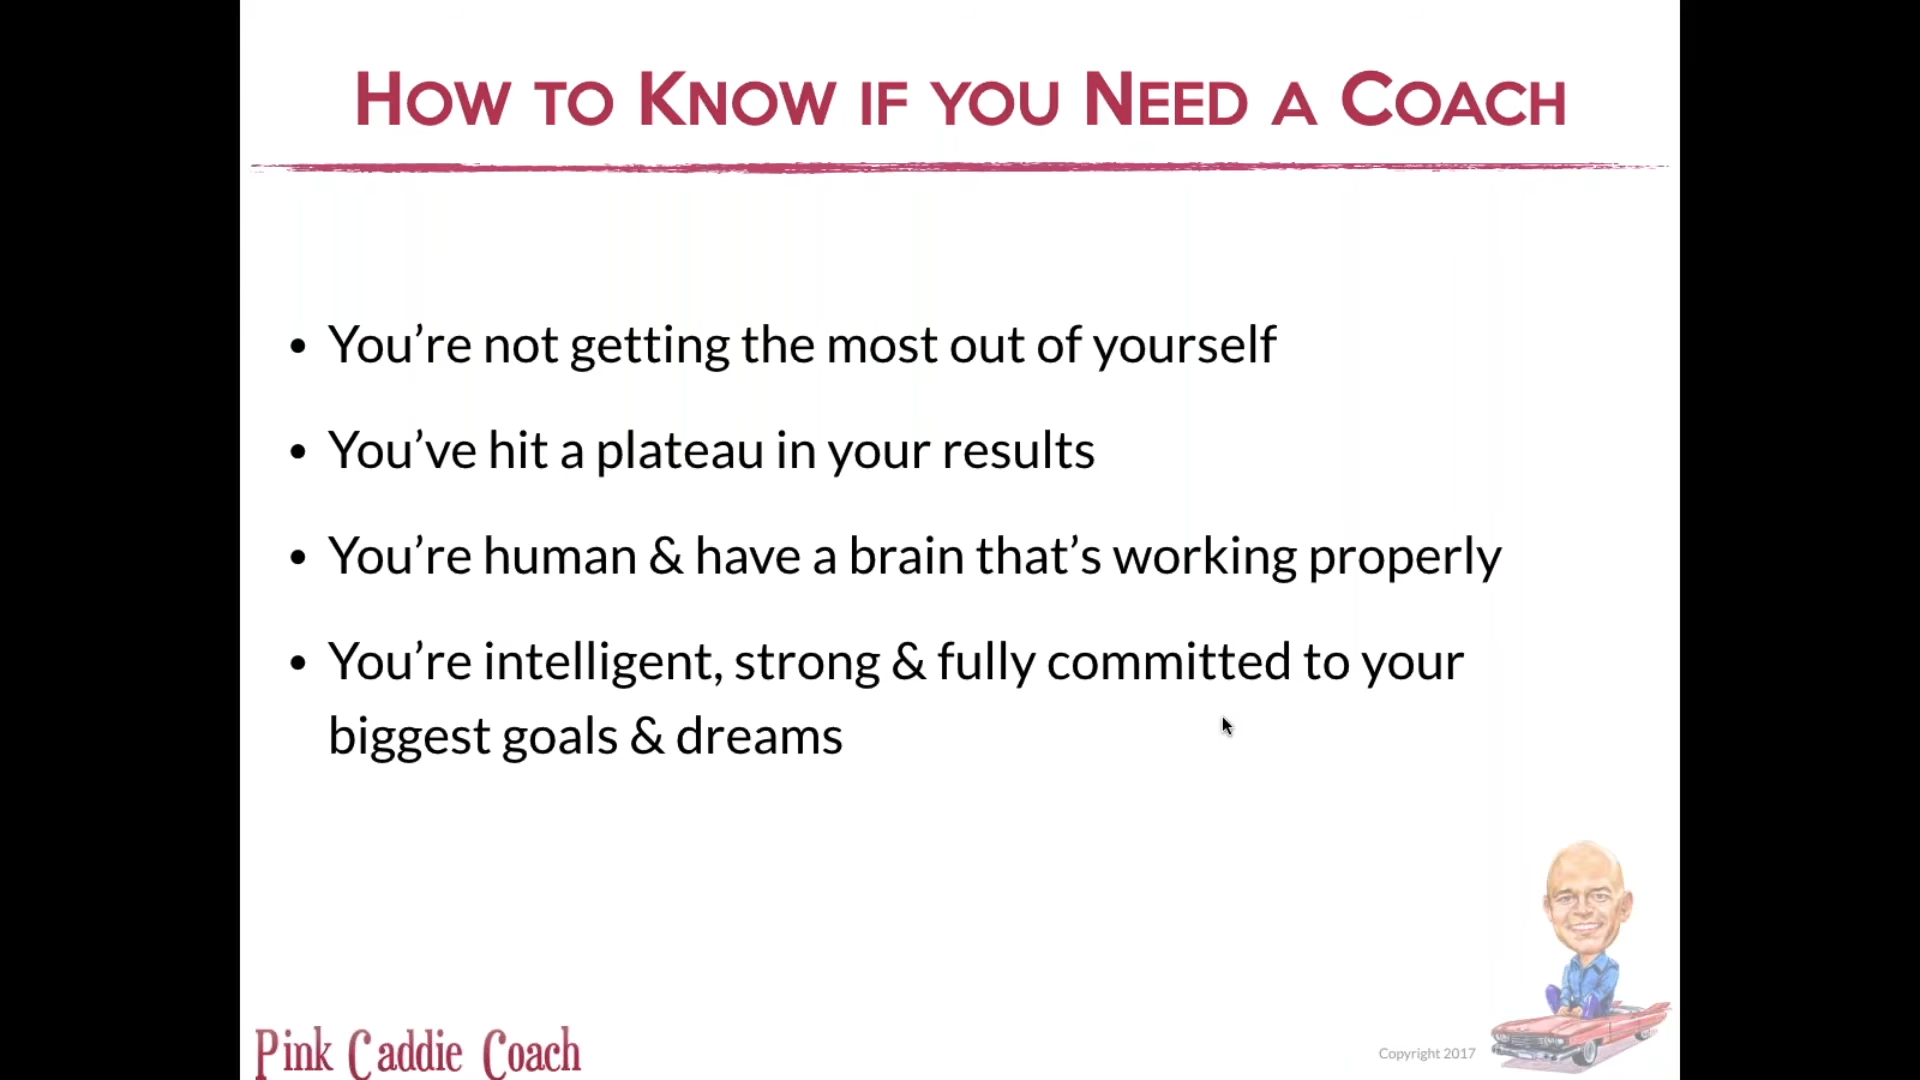 How to Know if you Need a Coach
• You’re not getting the most out of yourself
• You’ve hit a plateau in your results
• You’re human & have a brain that’s working properly
• You’re intelligent, strong & fully committed to your
biggest goals & dreams
Pink Caddie Coach
Copyright 2017